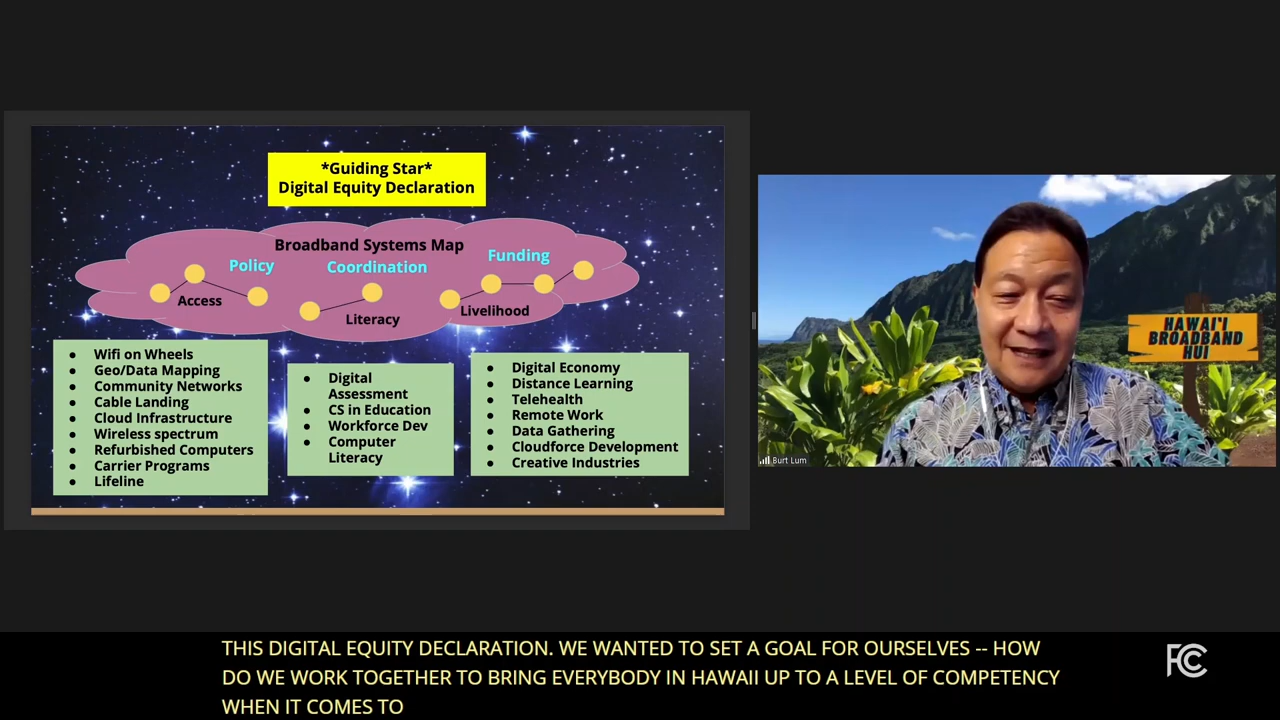 *Guiding Star*
Digital Equity Declaration
Broadband Systems Map
Policy
Coordination
Funding
Access
Literacy
Livelihood
Wifi on Wheels
Geo/Data Mapping
Community Networks
Cable Landing
Cloud Infrastructure
Wireless spectrum
Refurbished Computers
Carrier Programs
Lifeline
Digital
Assessment
CS in Education
Workforce Dev
Computer
Literacy
Digital Economy
Distance Learning
Telehealth
Remote Work
Data Gathering
Cloudforce Development
Creative Industries
HAWAI'I
BROADBAND
HUI
Burt Lum
THIS DIGITAL EQUITY DECLARATION. WE WANTED TO SET A GOAL FOR OURSELVES -- HOW
DO WE WORK TOGETHER TO BRING EVERYBODY IN HAWAII UP TO A LEVEL OF COMPETENCY
WHEN IT COMES TO
FCC